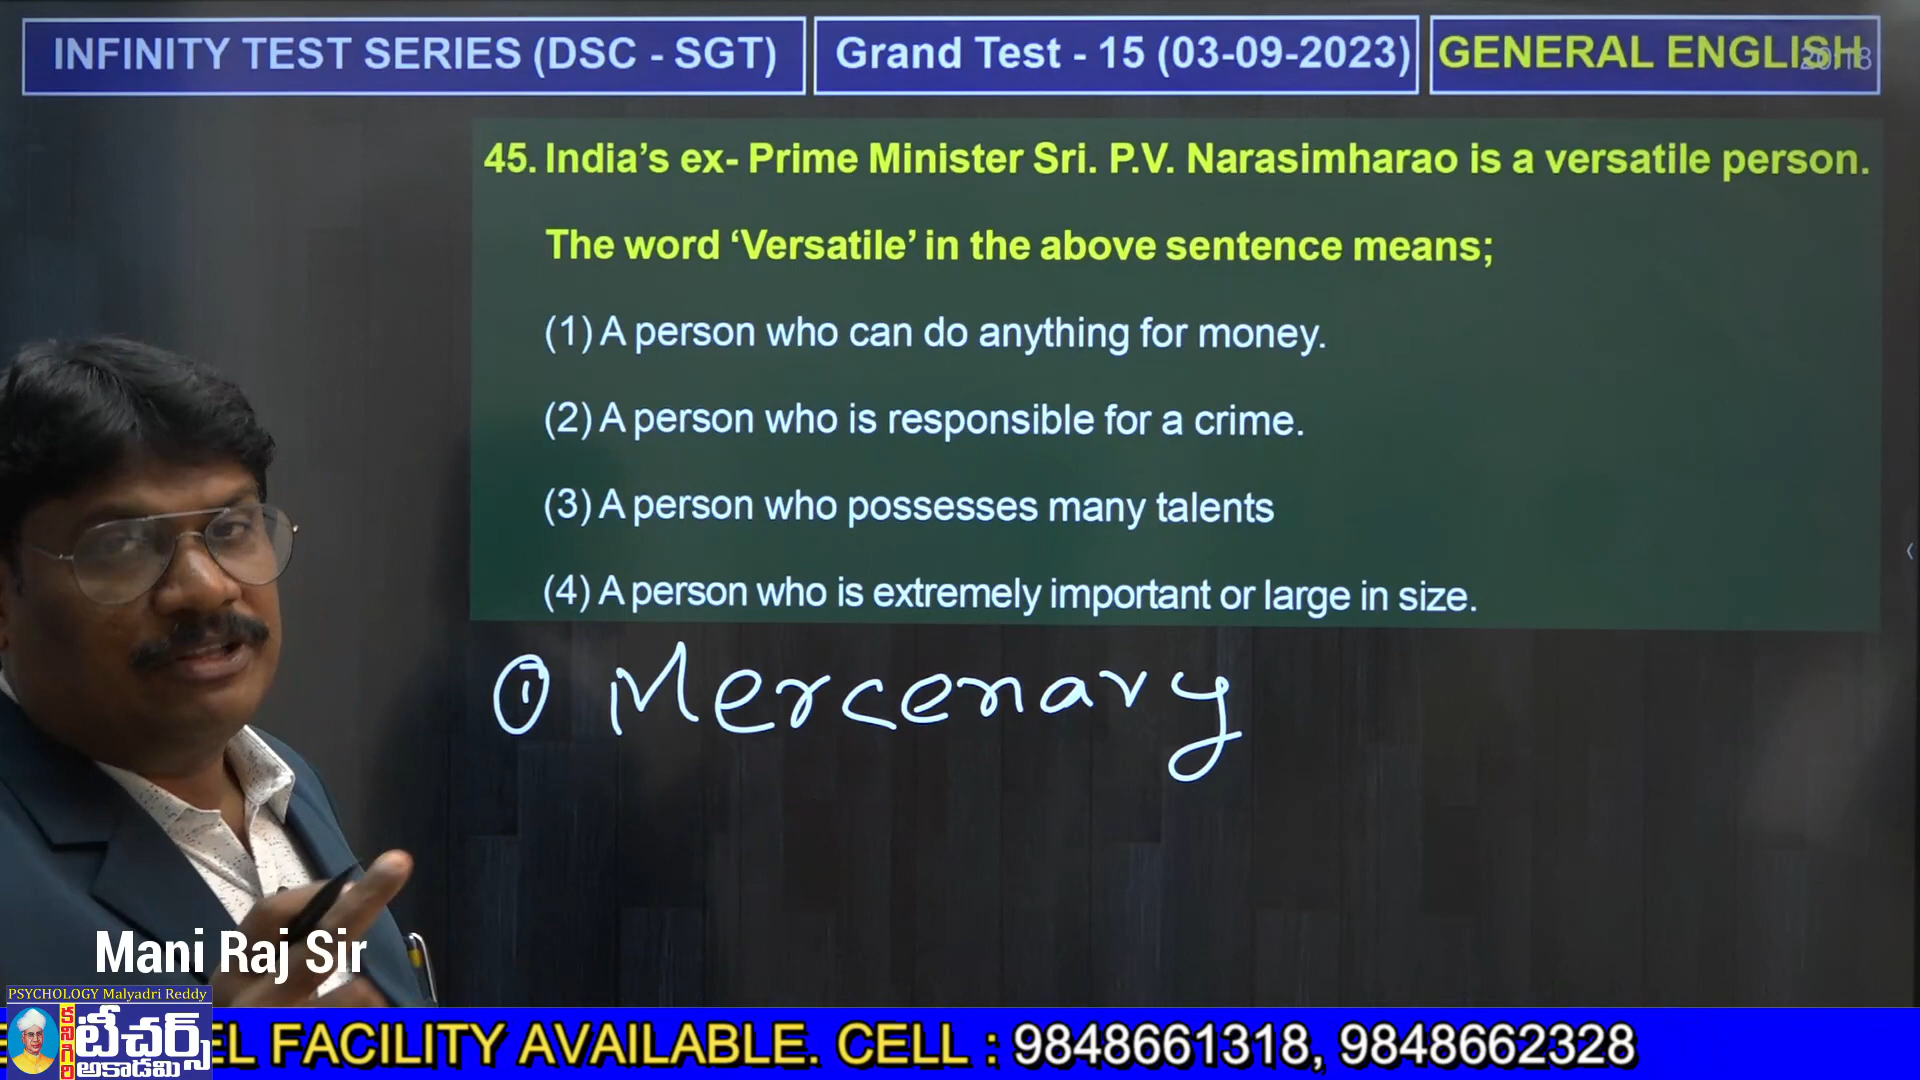 INFINITY TEST SERIES (DSC - SGT)
Grand Test - 15 (03-09-2023)
GENERAL ENGLISH
45. India's ex- Prime Minister Sri. P.V. Narasimharao is a versatile person.
The word ‘Versatile’ in the above sentence means;
(1) A person who can do anything for money.
(2) A person who is responsible for a crime.
(3) A person who possesses many talents
(4) A person who is extremely important or large in size.
① Mercenary
Mani Raj Sir
PSYCHOLOGY Malyadri Reddy
కనిగిరి
టీచర్స్
అకాడమి
EL FACILITY AVAILABLE. CELL : 9848661318, 9848662328